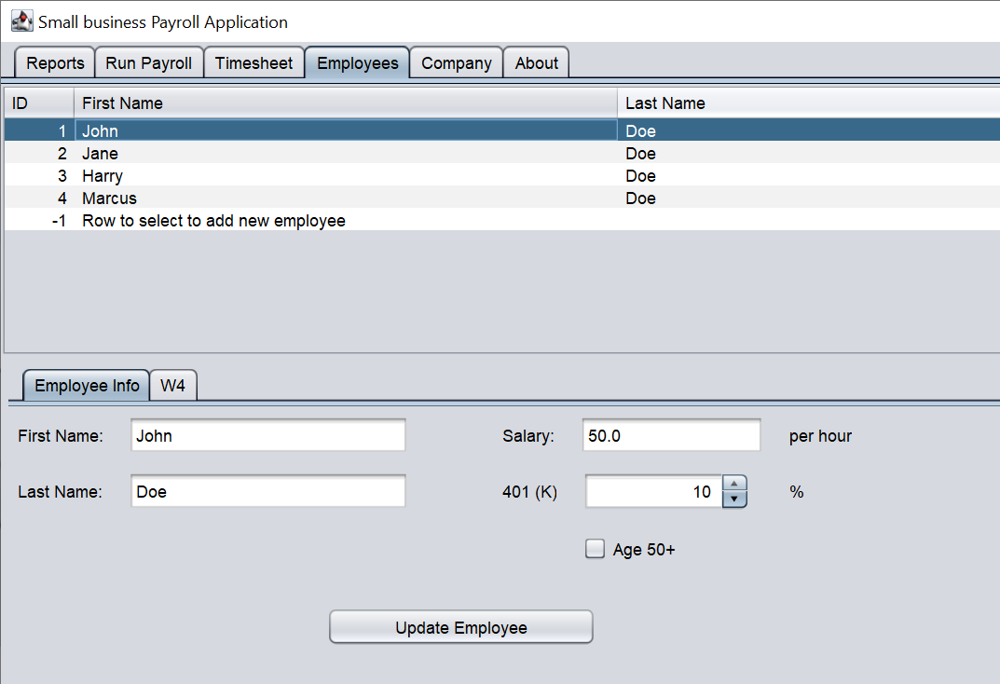 Small business Payroll Application
Reports Run Payroll Timesheet Employees Company About
ID First Name Last Name
1 John Doe
2 Jane Doe
3 Harry Doe
4 Marcus Doe
-1 Row to select to add new employee
Employee Info W4
First Name: John Salary: 50.0 per hour
Last Name: Doe 401 (K) 10 %
Age 50+
Update Employee